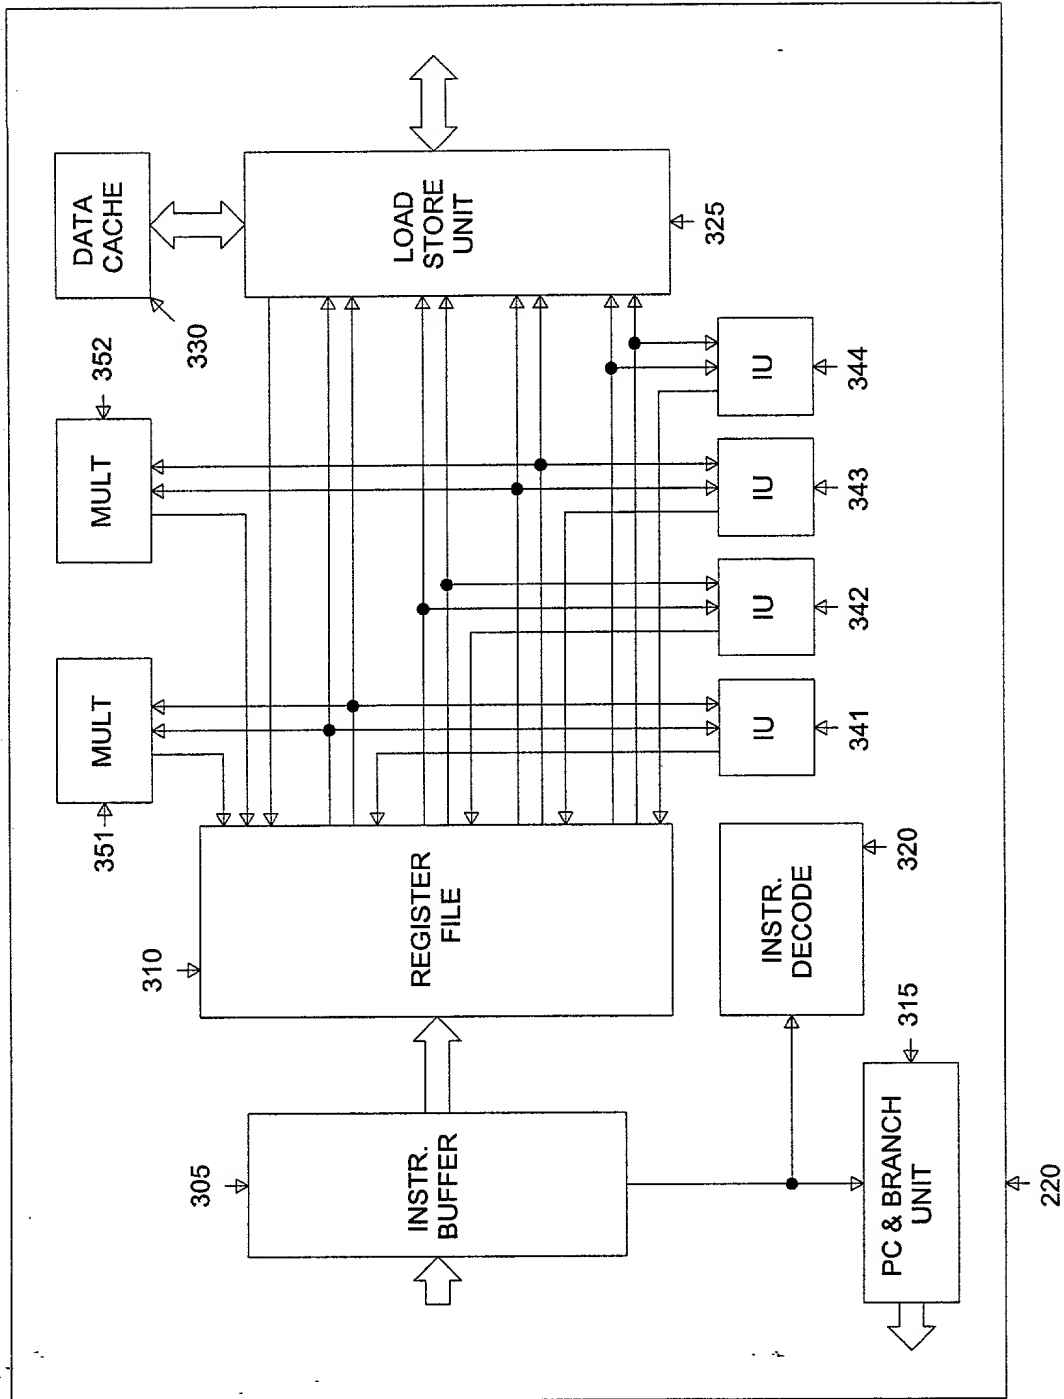 DATA
CACHE
330
352
MULT
351
MULT
LOAD
STORE
UNIT
325
310
REGISTER
FILE
305
INSTR.
BUFFER
IU
344
IU
343
IU
342
IU
341
INSTR.
DECODE
320
PC & BRANCH
UNIT
315
220